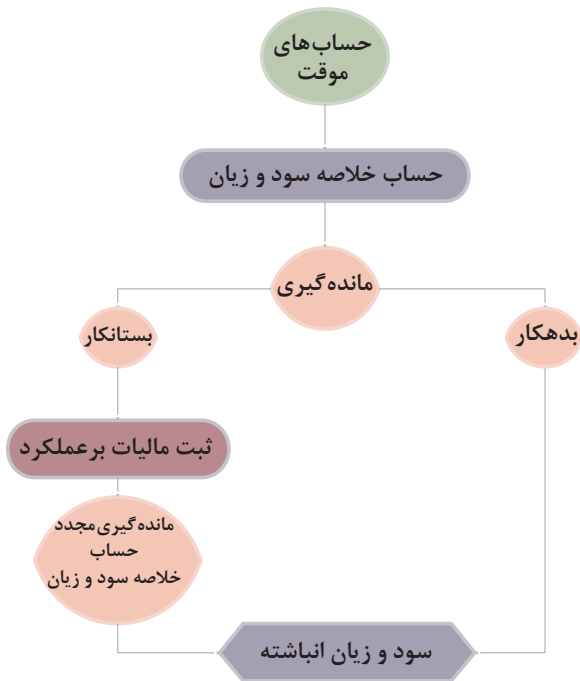 حساب‌های
موقت
حساب خلاصه سود و زیان
مانده‌گیری
بدهکار
بستانکار
ثبت مالیات برعملکرد
مانده‌گیری‌مجدد
حساب
خلاصه سود و زیان
سود و زیان انباشته